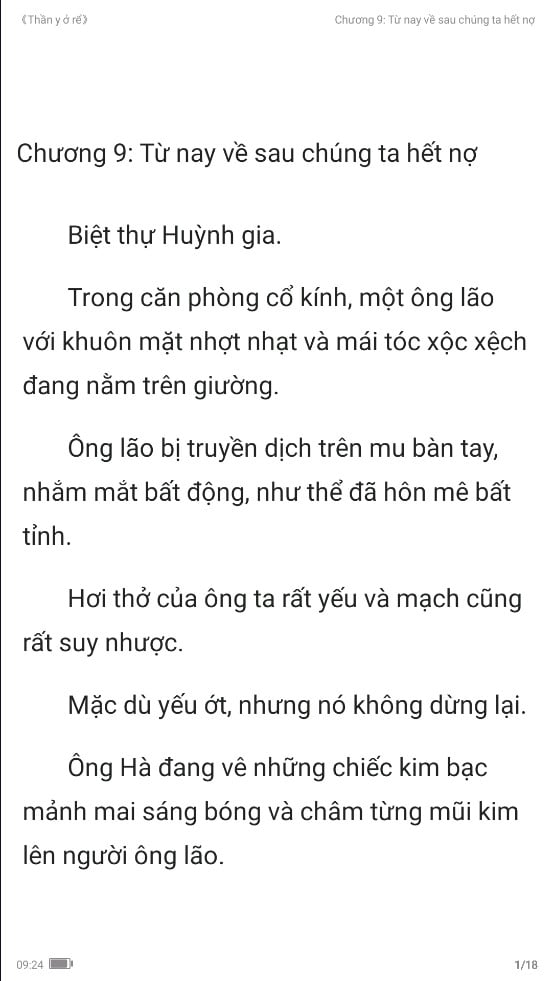 《Thần y ở rể》
Chương 9: Từ nay về sau chúng ta hết nợ
Chương 9: Từ nay về sau chúng ta hết nợ
Biệt thự Huỳnh gia.
Trong căn phòng cổ kính, một ông lão
với khuôn mặt nhợt nhạt và mái tóc xộc xệch
đang nằm trên giường.
Ông lão bị truyền dịch trên mu bàn tay,
nhắm mắt bất động, như thể đã hôn mê bất
tỉnh.
Hơi thở của ông ta rất yếu và mạch cũng
rất suy nhược.
Mặc dù yếu ớt, nhưng nó không dừng lại.
Ông Hà đang vê những chiếc kim bạc
mảnh mai sáng bóng và châm từng mũi kim
lên người ông lão.
09:24
1/18